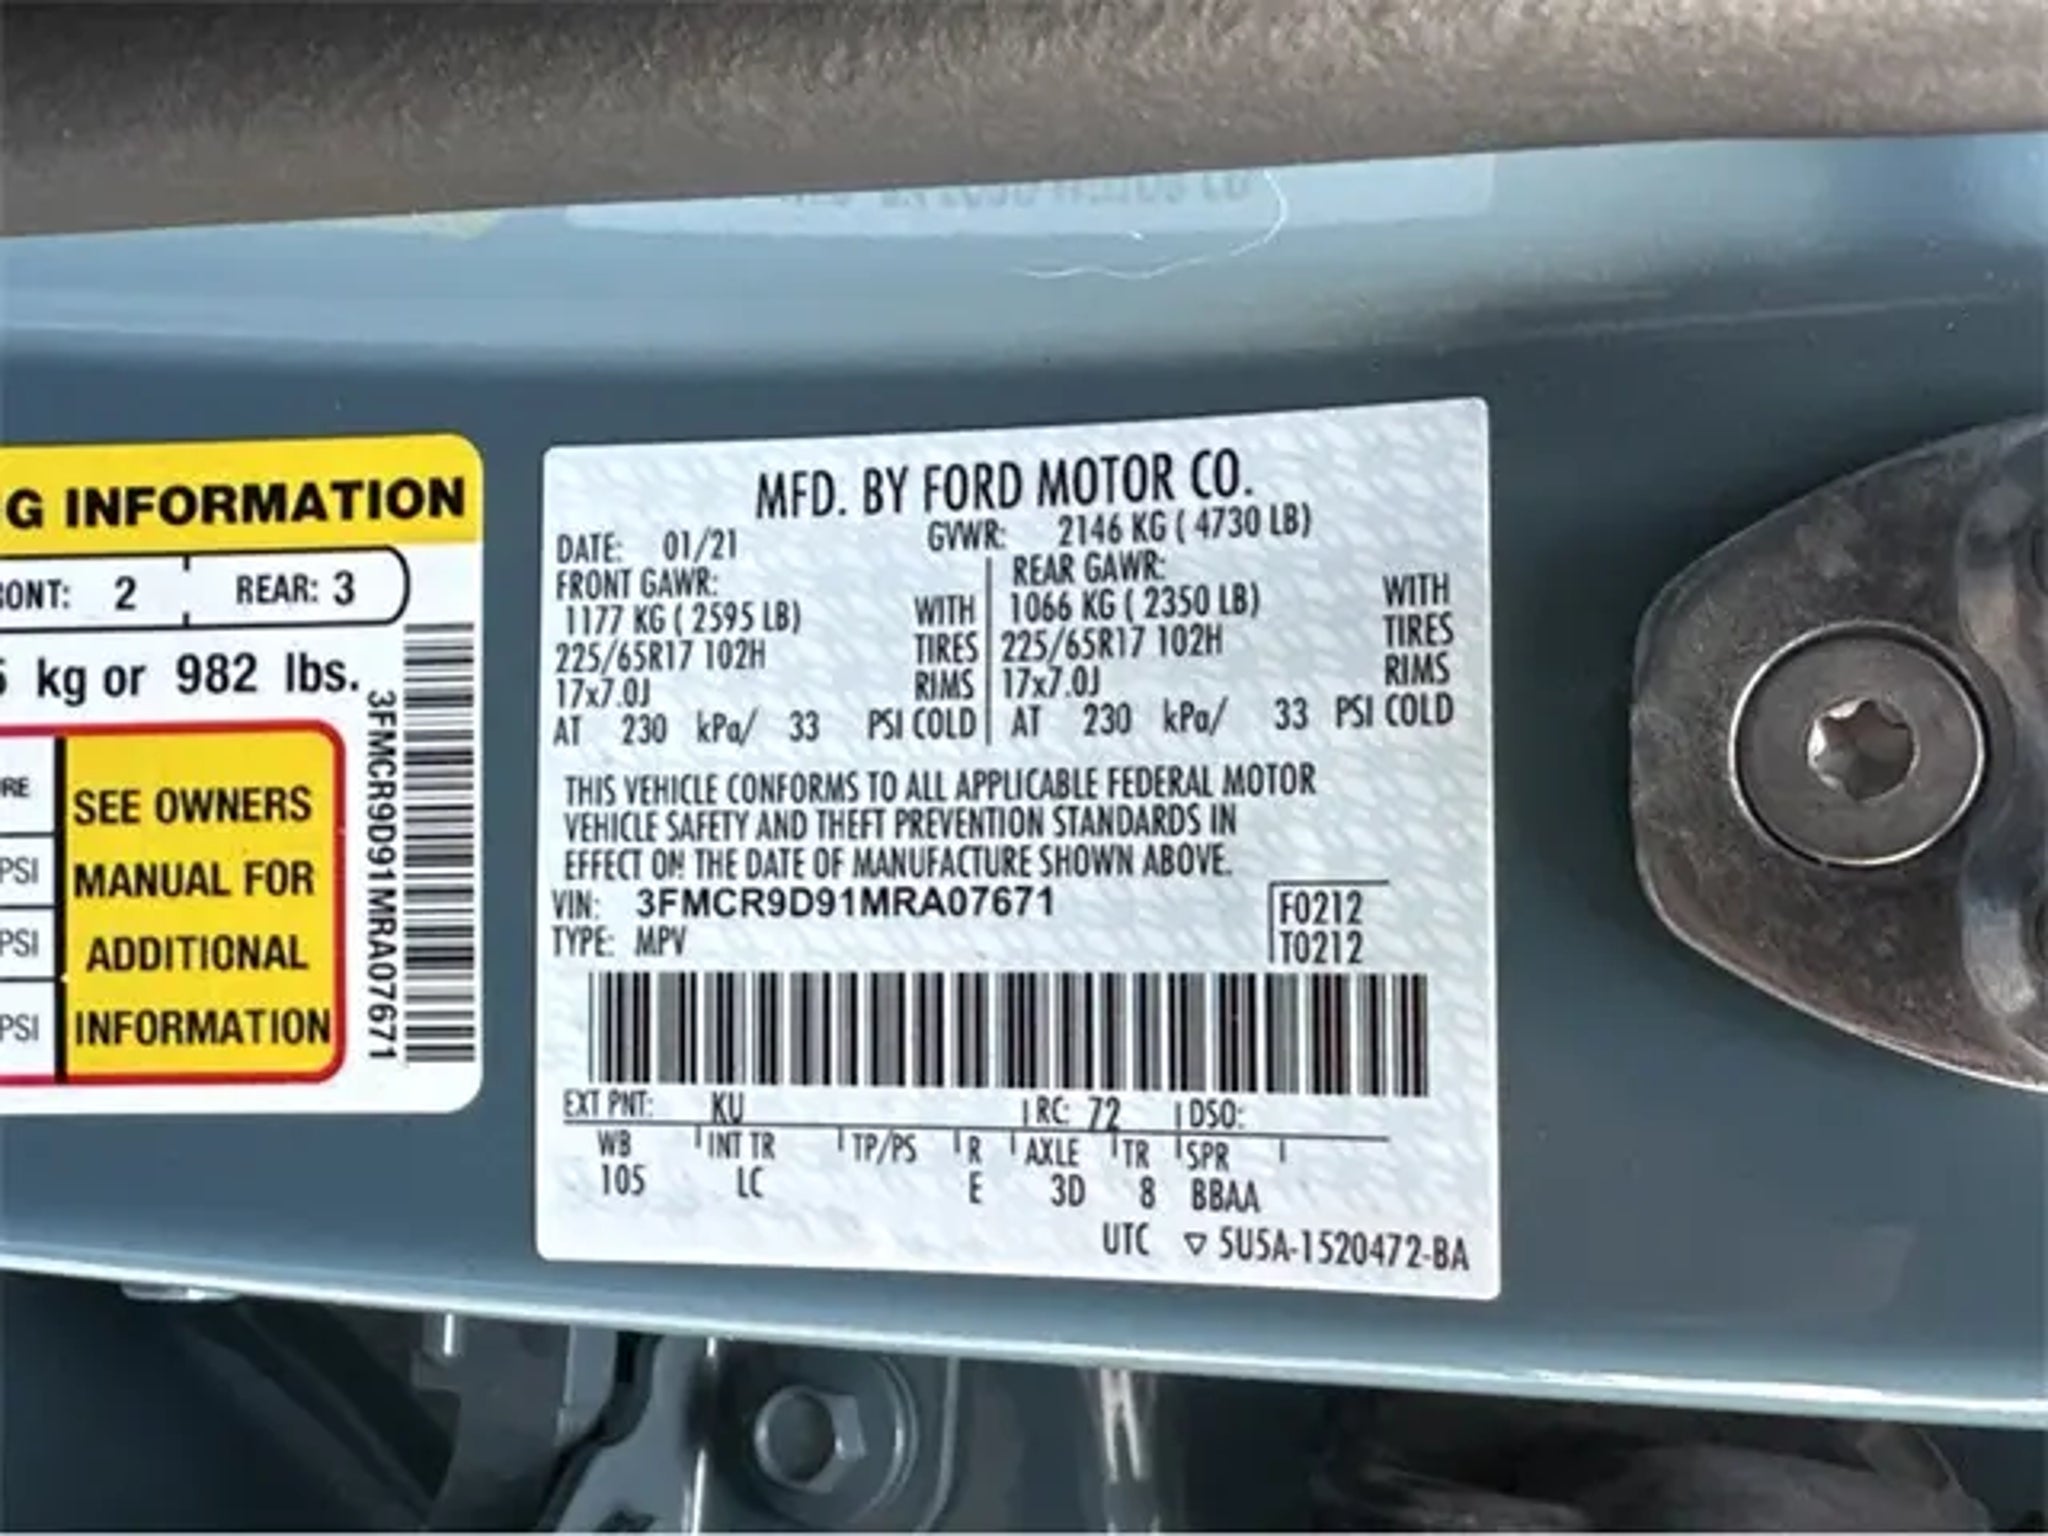 G INFORMATION
ONT: 2 REAR: 3
kg or 982 lbs.
SEE OWNERS
MANUAL FOR
ADDITIONAL
INFORMATION
PSI
PSI
PSI
3FMCR9D91MRA07671
MFD. BY FORD MOTOR CO.
DATE: 01/21 GVWR: 2146 KG ( 4730 LB)
FRONT GAWR: REAR GAWR:
1177 KG ( 2595 LB) WITH 1066 KG ( 2350 LB) WITH
225/65R17 102H TIRES 225/65R17 102H TIRES
17x7.0J RIMS 17x7.0J RIMS
AT 230 kPa/ 33 PSI COLD AT 230 kPa/ 33 PSI COLD
THIS VEHICLE CONFORMS TO ALL APPLICABLE FEDERAL MOTOR
VEHICLE SAFETY AND THEFT PREVENTION STANDARDS IN
EFFECT ON THE DATE OF MANUFACTURE SHOWN ABOVE.
VIN: 3FMCR9D91MRA07671 F0212
TYPE: MPV T0212
EXT PNT: KU RC: 72 DSO:
WB INT TR TP/PS R AXLE TR SPR
105 LC E 3D 8 BBAA
UTC ▽ 5U5A-1520472-BA